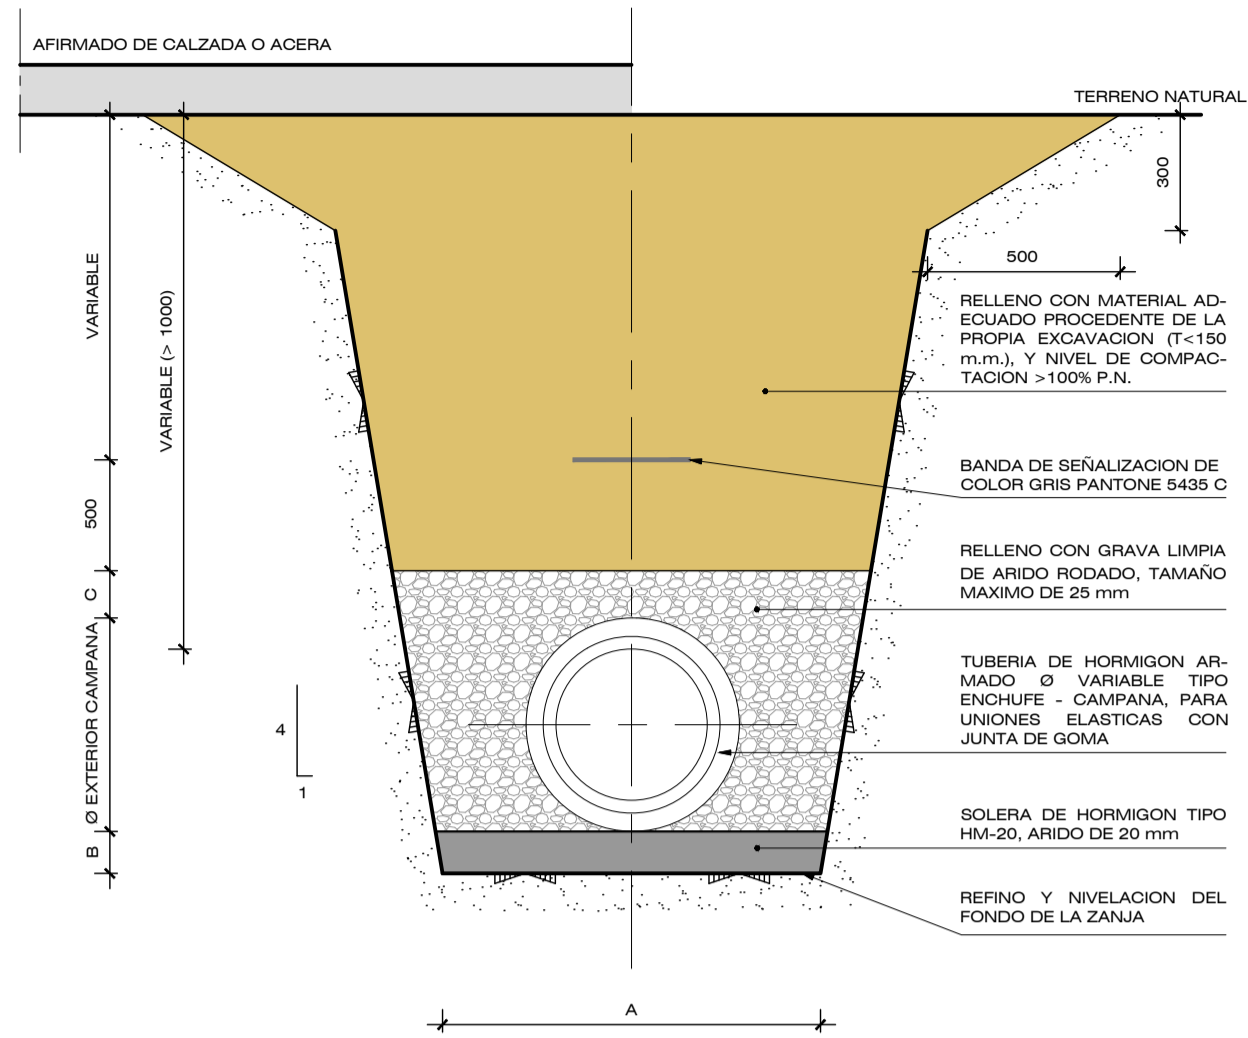 AFIRMADO DE CALZADA O ACERA
TERRENO NATURAL
300
500
VARIABLE
VARIABLE (> 1000)
RELLENO CON MATERIAL AD-
ECUADO PROCEDENTE DE LA
PROPIA EXCAVACION (T<150
m.m.), Y NIVEL DE COMPAC-
TACION >100% P.N.
BANDA DE SEÑALIZACION DE
COLOR GRIS PANTONE 5435 C
500
RELLENO CON GRAVA LIMPIA
DE ARIDO RODADO, TAMAÑO
MAXIMO DE 25 mm
C
Ø EXTERIOR CAMPANA
TUBERIA DE HORMIGON AR-
MADO Ø VARIABLE TIPO
ENCHUFE - CAMPANA, PARA
UNIONES ELASTICAS CON
JUNTA DE GOMA
4
1
SOLERA DE HORMIGON TIPO
HM-20, ARIDO DE 20 mm
B
REFINO Y NIVELACION DEL
FONDO DE LA ZANJA
A